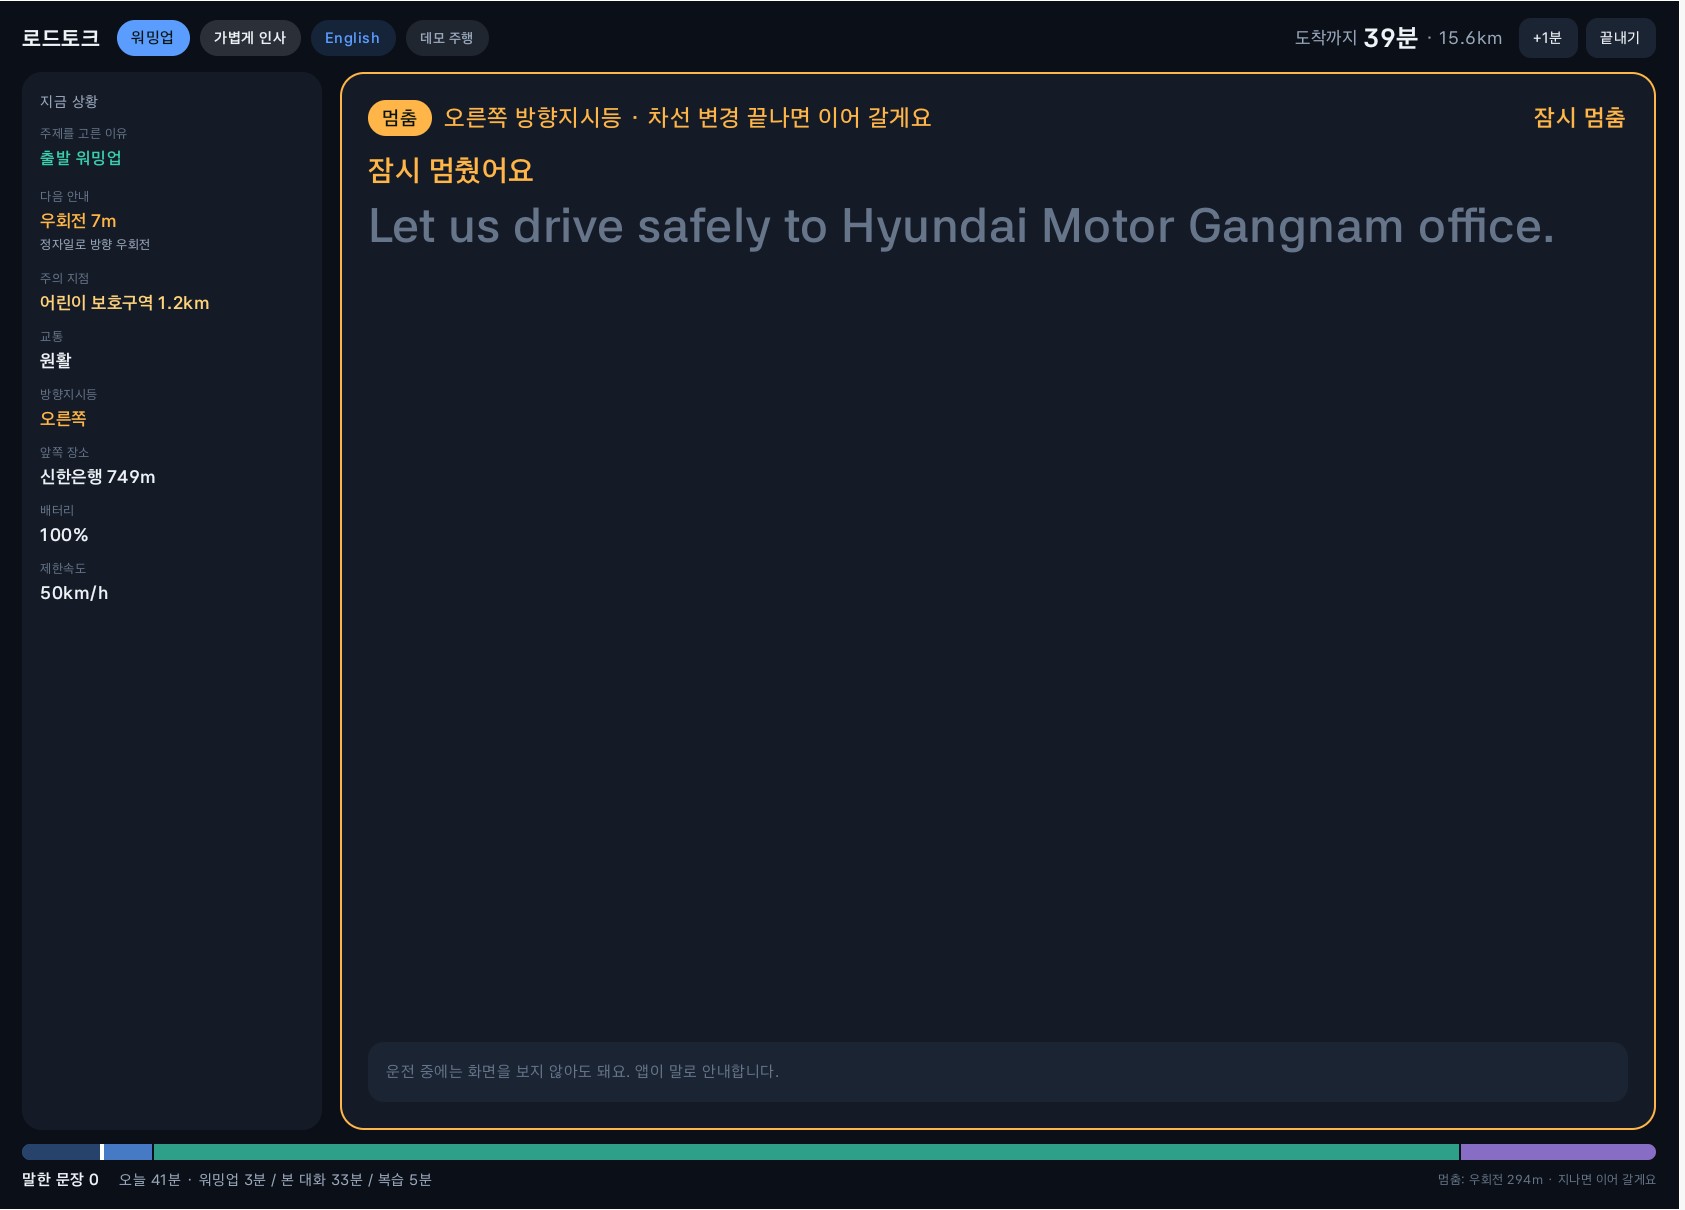 로드토크 워밍업 가볍게 인사 English 데모 주행 도착까지 39분 · 15.6km +1분 끝내기
지금 상황
주제를 고른 이유
출발 워밍업
다음 안내
우회전 7m
정자일로 방향 우회전
주의 지점
어린이 보호구역 1.2km
교통
원활
방향지시등
오른쪽
앞쪽 장소
신한은행 749m
배터리
100%
제한속도
50km/h
멈춤 오른쪽 방향지시등 · 차선 변경 끝나면 이어 갈게요 잠시 멈춤
잠시 멈췄어요
Let us drive safely to Hyundai Motor Gangnam office.
운전 중에는 화면을 보지 않아도 돼요. 앱이 말로 안내합니다.
말한 문장 0 오늘 41분 · 워밍업 3분 / 본 대화 33분 / 복습 5분 멈춤: 우회전 294m · 지나면 이어 갈게요